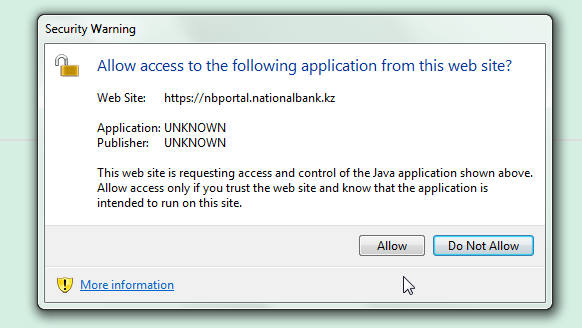 Security Warning
Allow access to the following application from this web site?
Web Site: https://nbportal.nationalbank.kz
Application: UNKNOWN
Publisher: UNKNOWN
This web site is requesting access and control of the Java application shown above.
Allow access only if you trust the web site and know that the application is
intended to run on this site.
Allow
Do Not Allow
More information